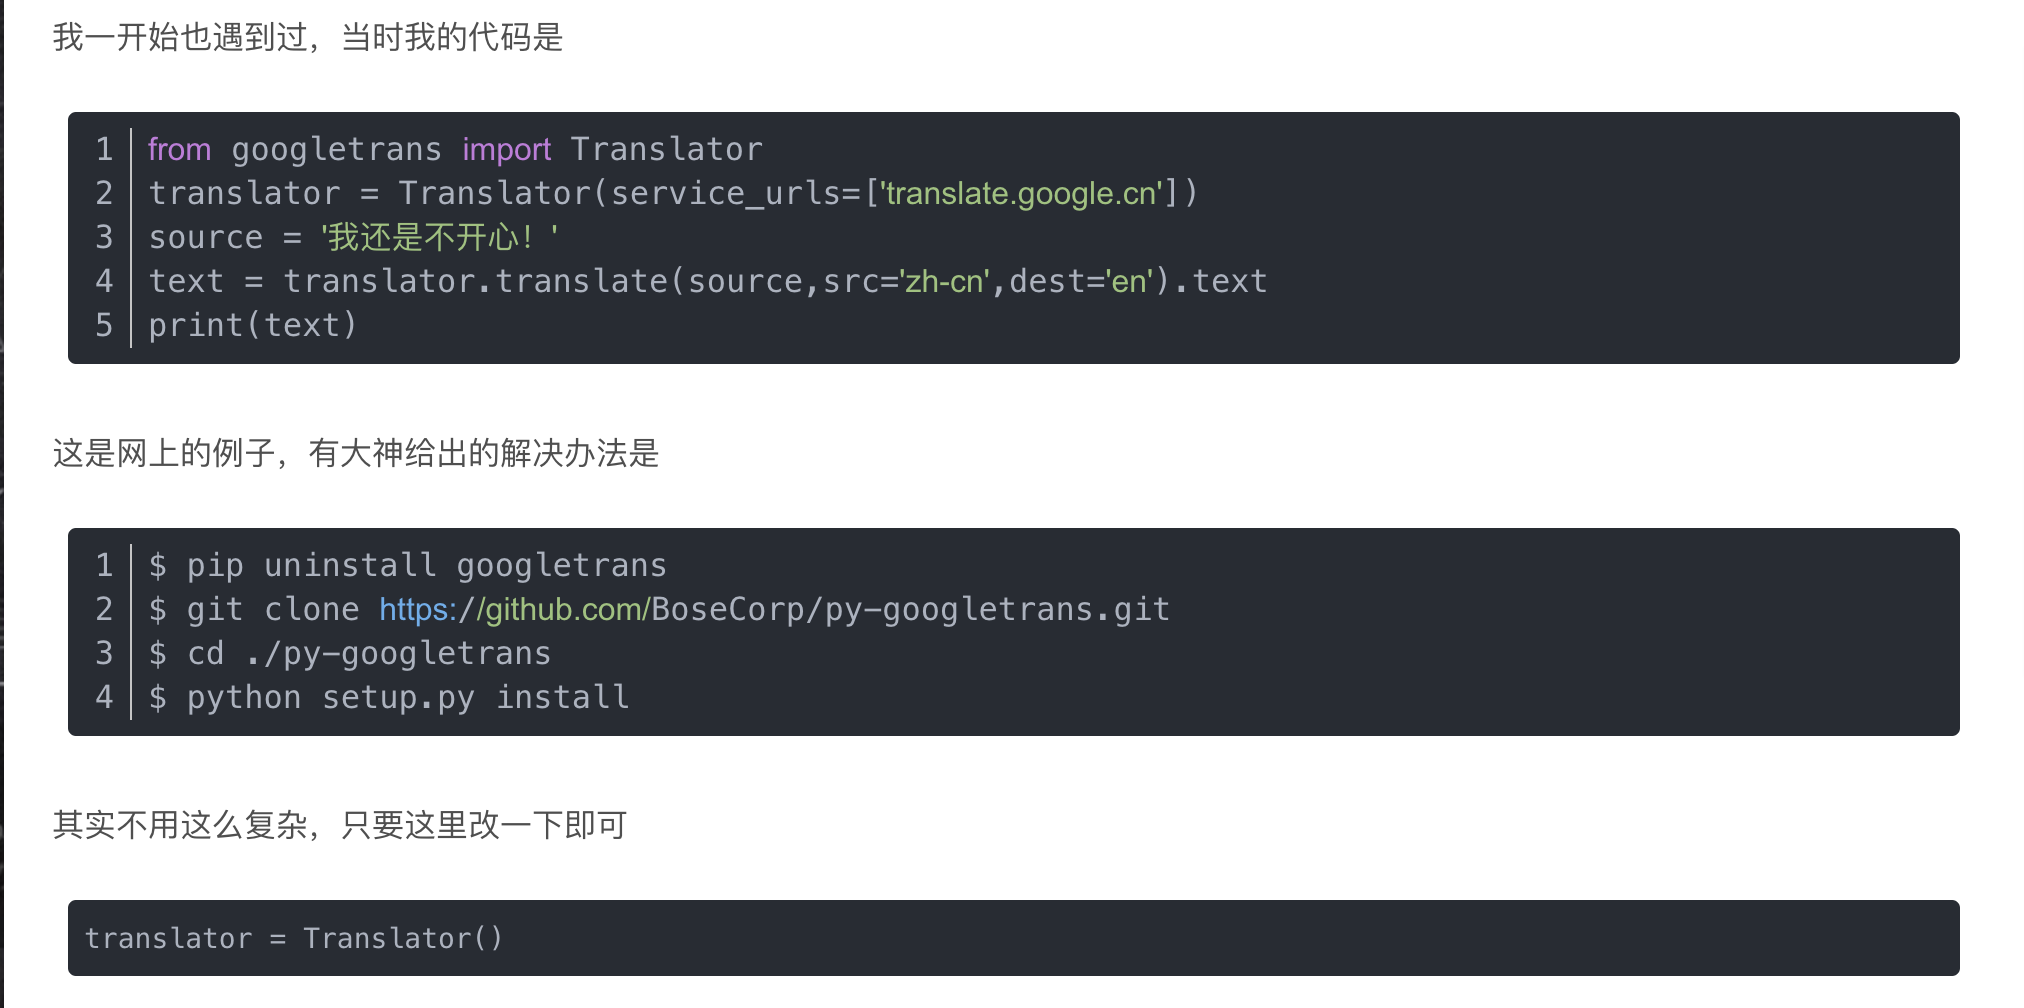 我一开始也遇到过，当时我的代码是
1 from googletrans import Translator
2 translator = Translator(service_urls=['translate.google.cn'])
3 source = '我还是不开心！'
4 text = translator.translate(source,src='zh-cn',dest='en').text
5 print(text)
这是网上的例子，有大神给出的解决办法是
1 $ pip uninstall googletrans
2 $ git clone https://github.com/BoseCorp/py-googletrans.git
3 $ cd ./py-googletrans
4 $ python setup.py install
其实不用这么复杂，只要这里改一下即可
translator = Translator()